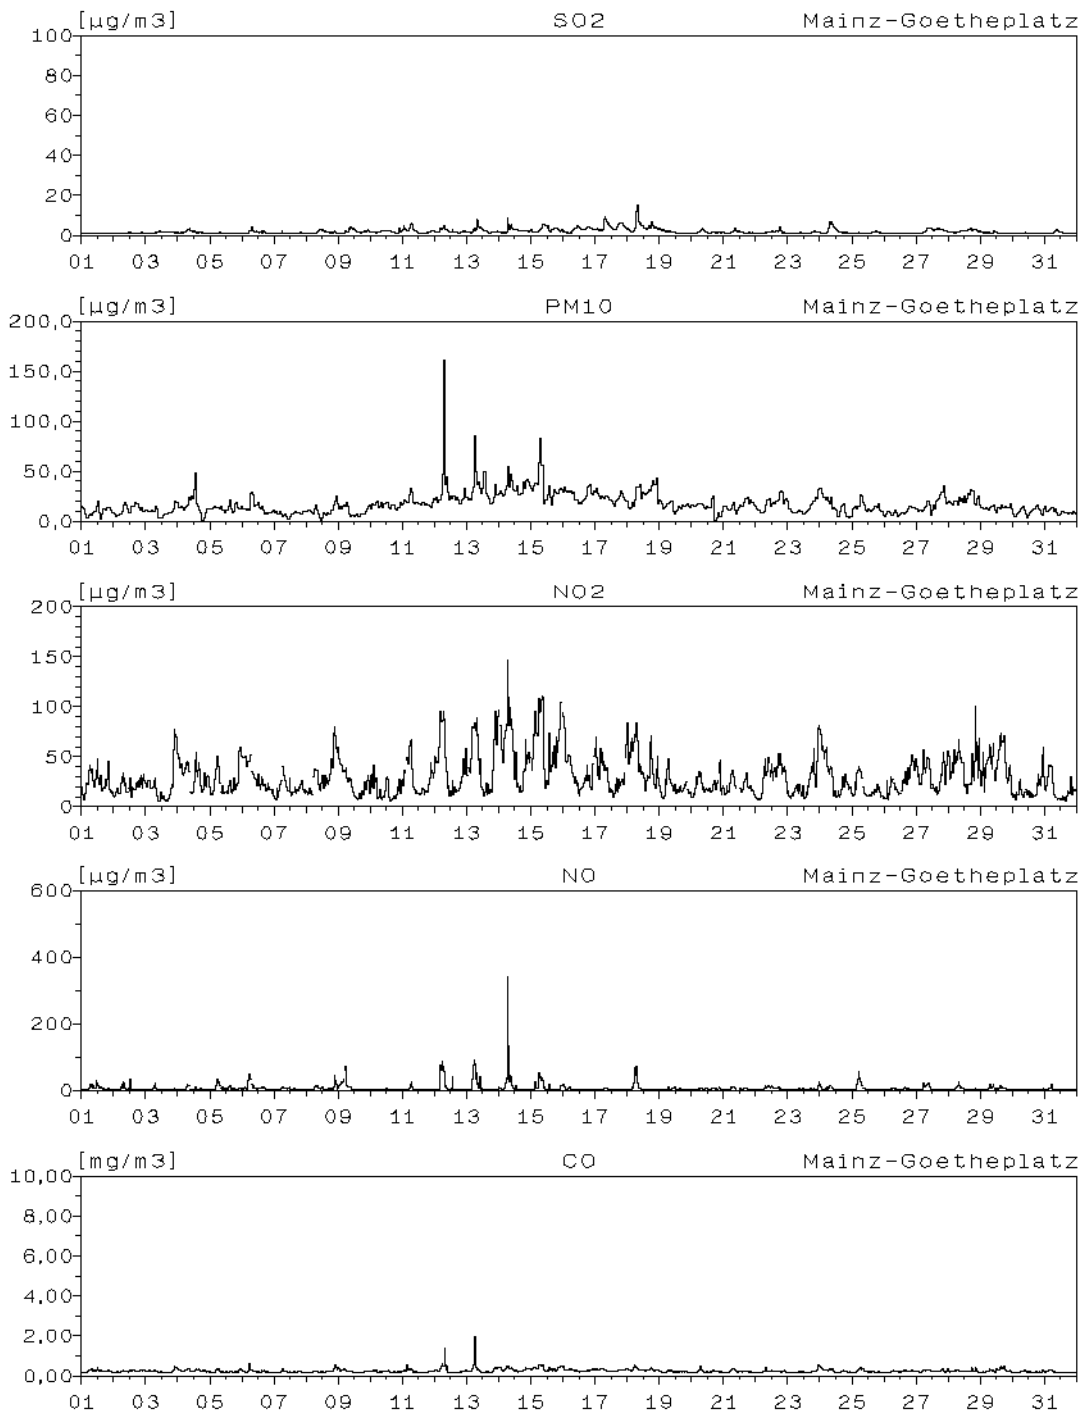 [µg/m3] SO2 Mainz-Goetheplatz
100
80
60
40
20
0
01 03 05 07 09 11 13 15 17 19 21 23 25 27 29 31
[µg/m3] PM10 Mainz-Goetheplatz
200,0
150,0
100,0
50,0
0,0
01 03 05 07 09 11 13 15 17 19 21 23 25 27 29 31
[µg/m3] NO2 Mainz-Goetheplatz
200
150
100
50
0
01 03 05 07 09 11 13 15 17 19 21 23 25 27 29 31
[µg/m3] NO Mainz-Goetheplatz
600
400
200
0
01 03 05 07 09 11 13 15 17 19 21 23 25 27 29 31
[mg/m3] CO Mainz-Goetheplatz
10,00
8,00
6,00
4,00
2,00
0,00
01 03 05 07 09 11 13 15 17 19 21 23 25 27 29 31